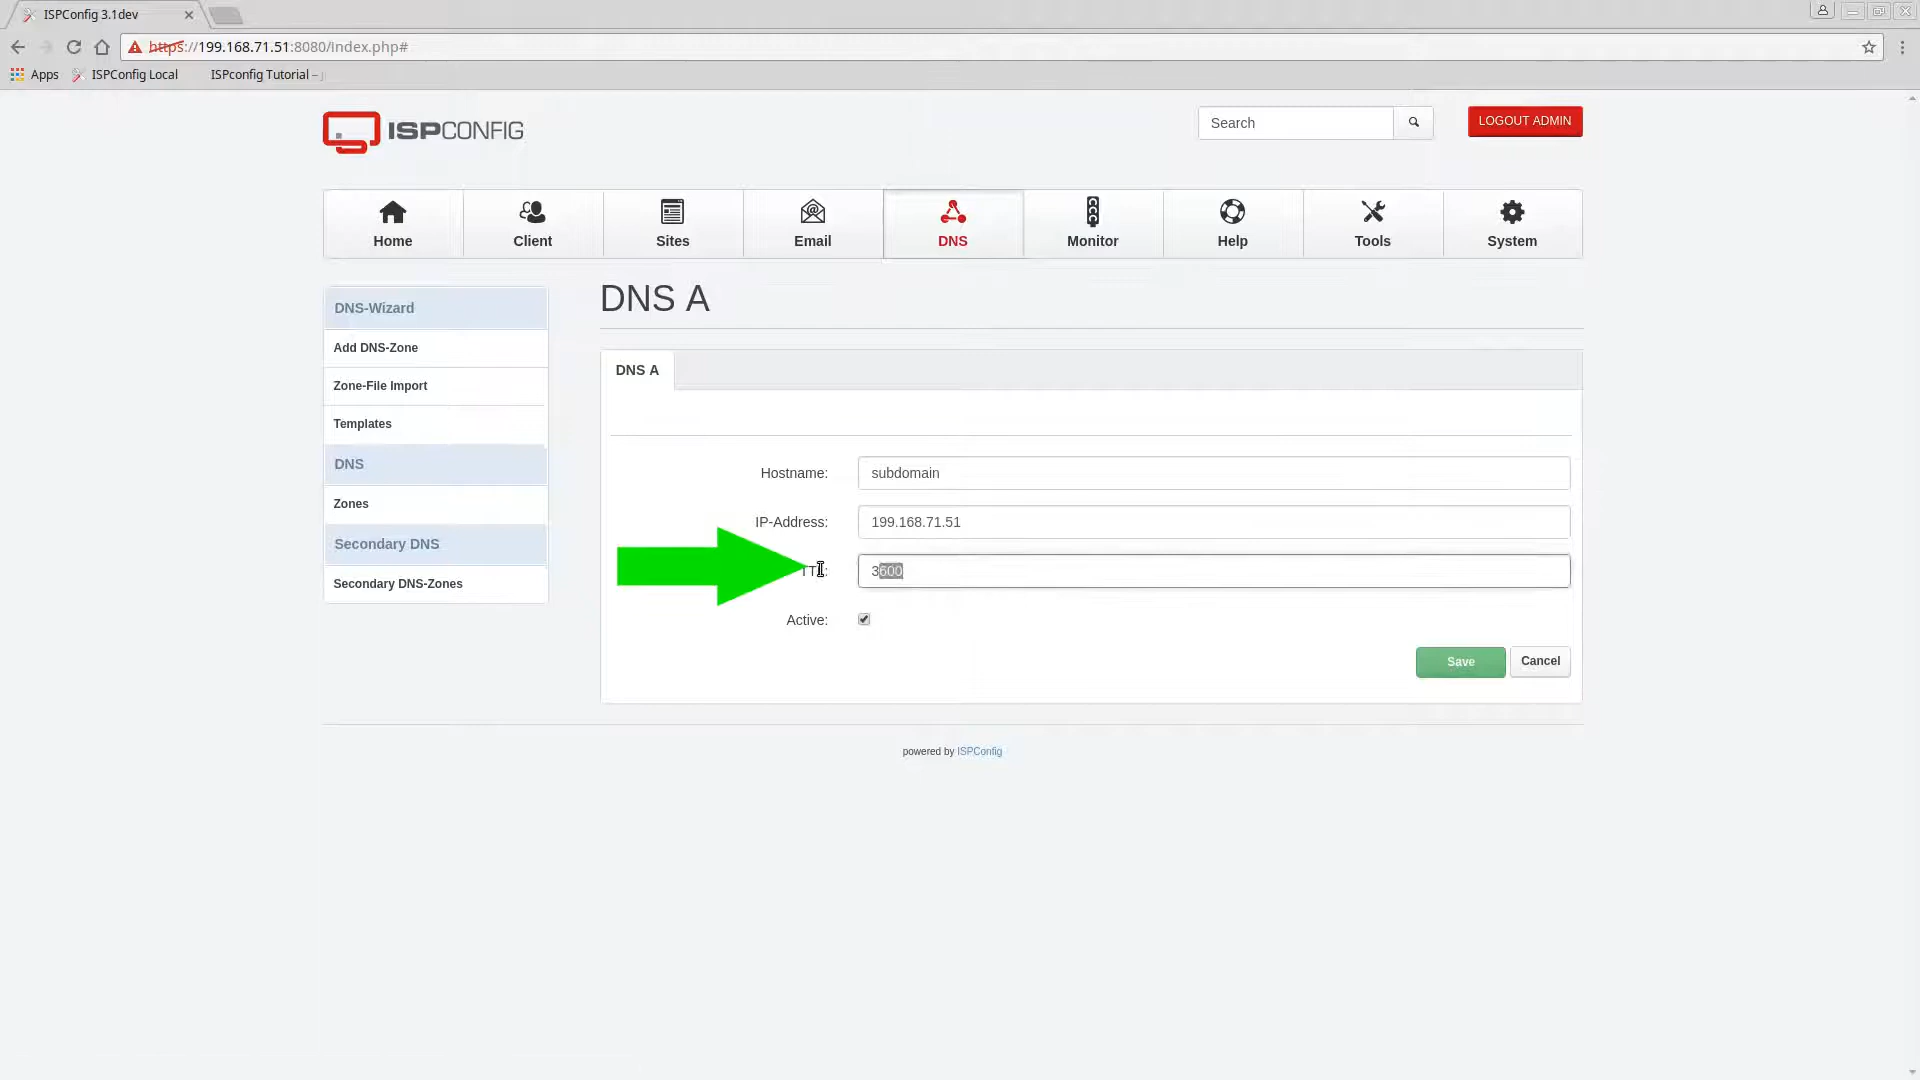 ISPConfig 3.1dev
https://199.168.71.51:8080/index.php#
Apps
ISPConfig Local
ISPconfig Tutorial –
ISPCONFIG
Search
LOGOUT ADMIN
Home
Client
Sites
Email
DNS
Monitor
Help
Tools
System
DNS-Wizard
Add DNS-Zone
Zone-File Import
Templates
DNS
Zones
Secondary DNS
Secondary DNS-Zones
DNS A
DNS A
Hostname:
subdomain
IP-Address:
199.168.71.51
TTL:
3600
Active:
Save
Cancel
powered by ISPConfig